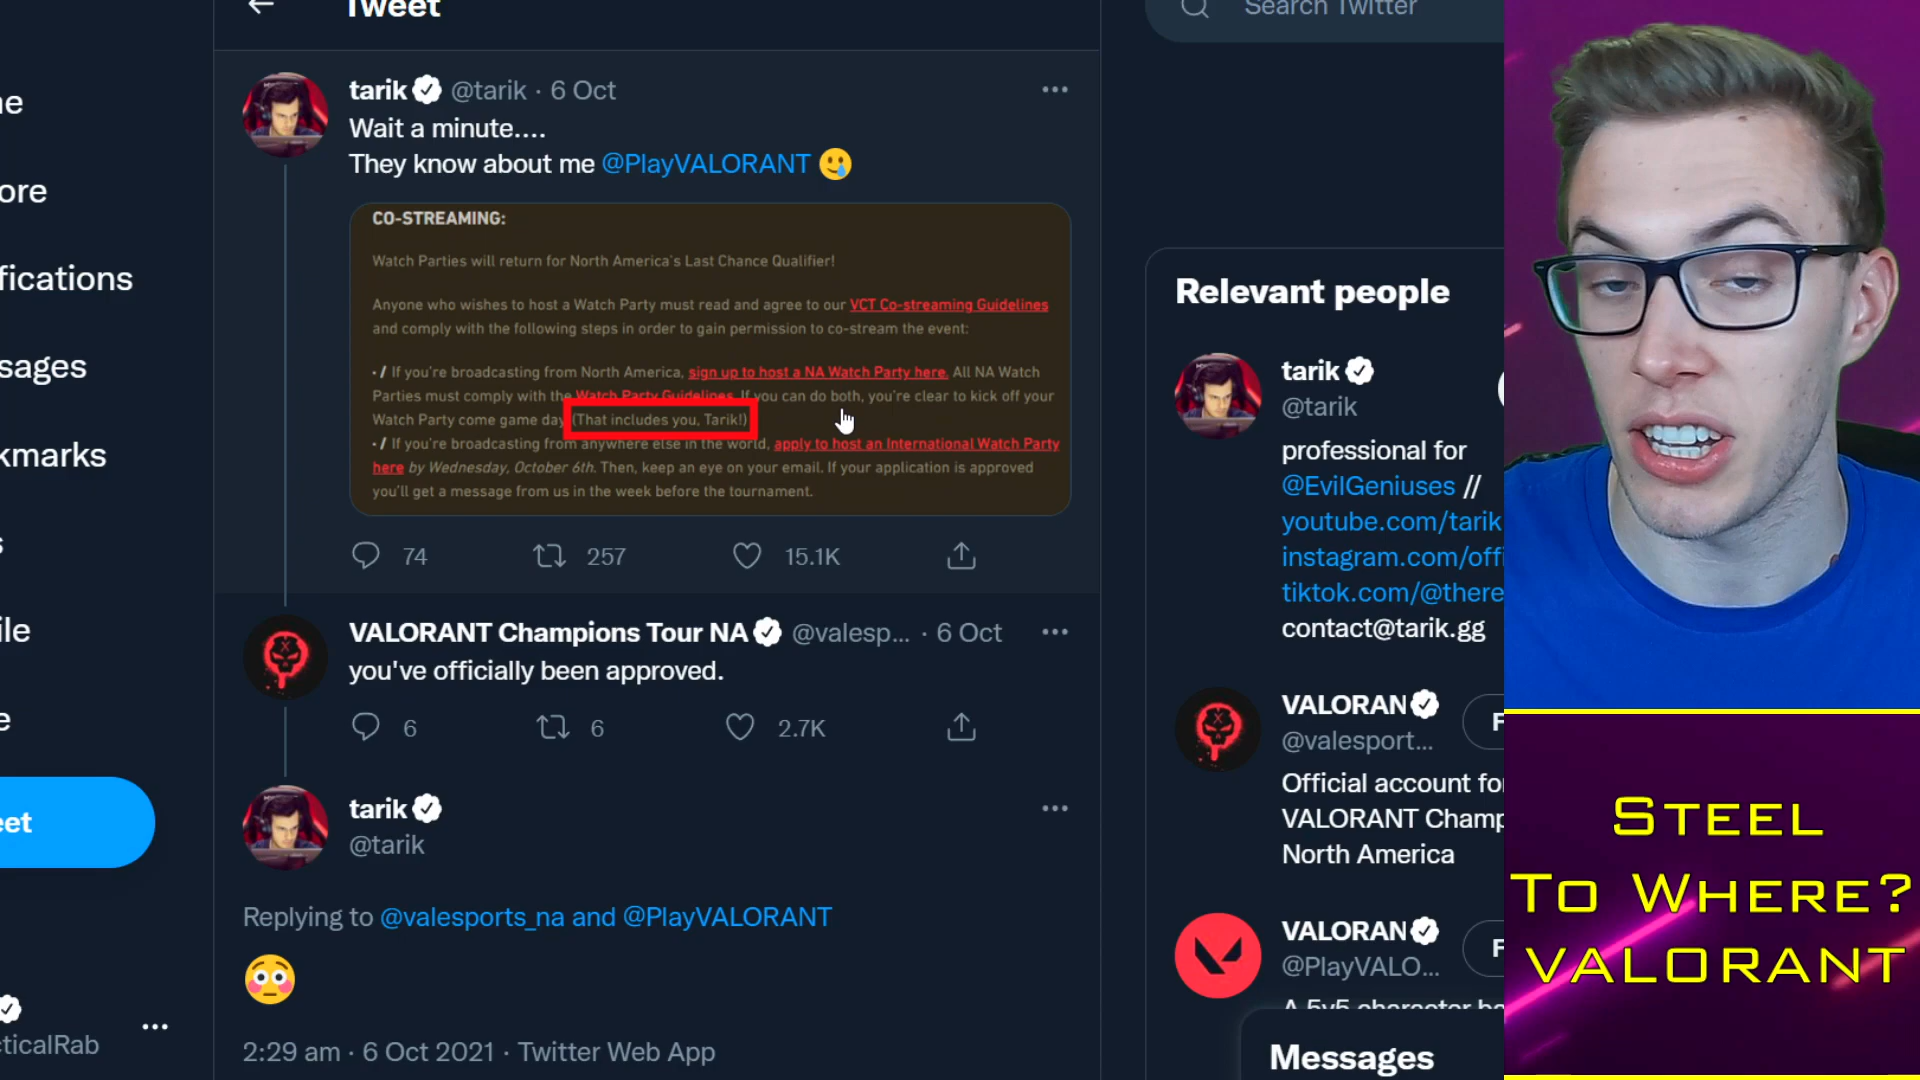 Tweet
Search Twitter
tarik @tarik · 6 Oct
Wait a minute....
They know about me @PlayVALORANT
CO-STREAMING:
Watch Parties will return for North America's Last Chance Qualifier!
Anyone who wishes to host a Watch Party must read and agree to our VCT Co-streaming Guidelines
and comply with the following steps in order to gain permission to co-stream the event:
• / If you're broadcasting from North America, sign up to host a NA Watch Party here. All NA Watch
Parties must comply with the Watch Party Guidelines. If you can do both, you're clear to kick off your
Watch Party come game day (That includes you, Tarik!)
• / If you're broadcasting from anywhere else in the world, apply to host an International Watch Party
here by Wednesday, October 6th. Then, keep an eye on your email. If your application is approved
you'll get a message from us in the week before the tournament.
74 257 15.1K
VALORANT Champions Tour NA @valesp... · 6 Oct
you've officially been approved.
6 6 2.7K
tarik
@tarik
Replying to @valesports_na and @PlayVALORANT
2:29 am · 6 Oct 2021 · Twitter Web App
ne
ore
fications
sages
kmarks
s
ile
e
eet
cticalRab
Relevant people
tarik
@tarik
professional for
@EvilGeniuses //
youtube.com/tarik
instagram.com/offi
tiktok.com/@there
contact@tarik.gg
VALORAN
F
@valesport...
Official account for
VALORANT Champ
North America
VALORAN
F
@PlayVALO...
A 5v5 character ba
Messages
STEEL
TO WHERE?
VALORANT